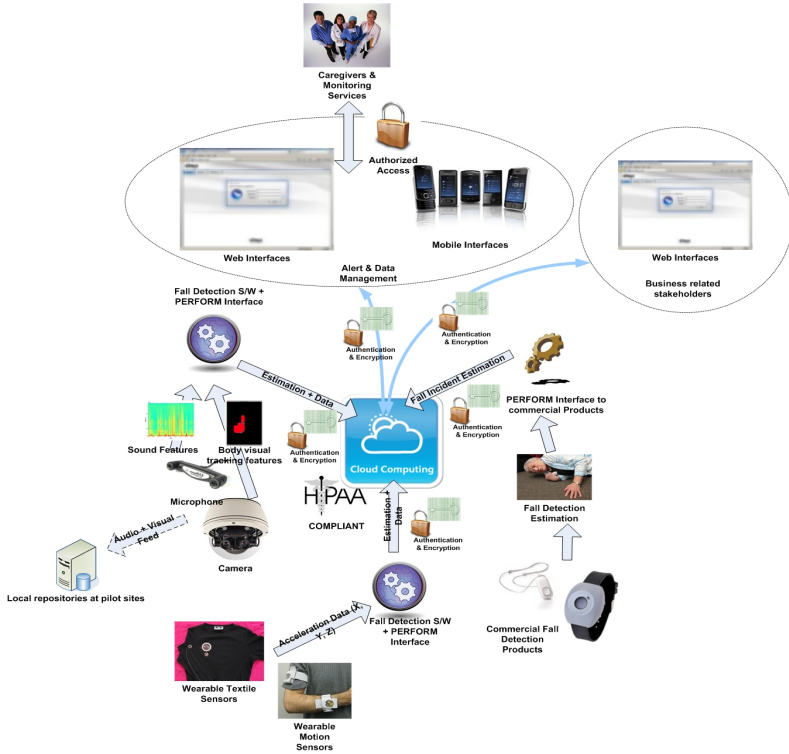 Caregivers &
Monitoring
Services
Authorized
Access
Web Interfaces
Mobile Interfaces
Web Interfaces
Business related
stakeholders
Alert & Data
Management
Fall Detection S/W +
PERFORM Interface
Authentication
& Encryption
Authentication
& Encryption
Estimation + Data
Fall Incident Estimation
PERFORM Interface to
commercial Products
Authentication
& Encryption
Sound Features
Body visual
tracking features
Authentication
& Encryption
Cloud Computing
Microphone
HIPAA
COMPLIANT
Estimation +
Data
Authentication
& Encryption
Fall Detection
Estimation
Audio + Visual
Feed
Camera
Local repositories at pilot sites
Acceleration Data (X,
Y, Z)
Fall Detection S/W
+ PERFORM
Interface
Commercial Fall
Detection
Products
Wearable Textile
Sensors
Wearable
Motion
Sensors